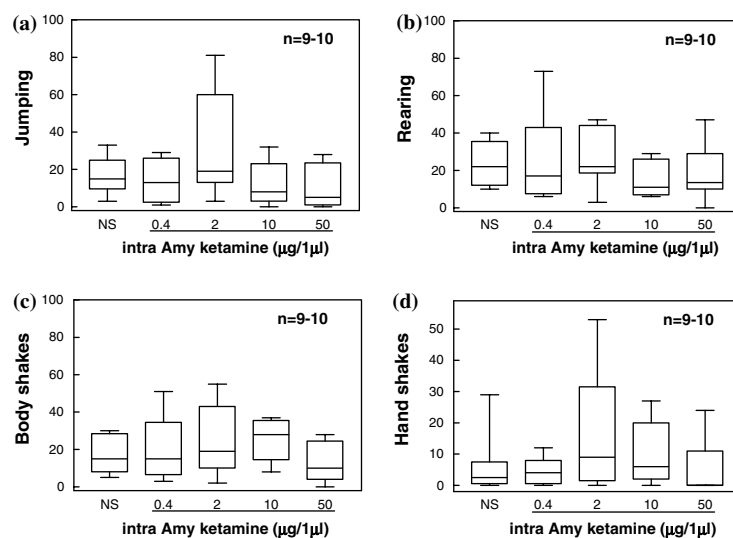 (a)
n=9-10
Jumping
100
80
60
40
20
0
NS 0.4 2 10 50
intra Amy ketamine (µg/1µl)
(b)
n=9-10
Rearing
100
80
60
40
20
0
NS 0.4 2 10 50
intra Amy ketamine (µg/1µl)
(c)
n=9-10
Body shakes
100
80
60
40
20
0
NS 0.4 2 10 50
intra Amy ketamine (µg/1µl)
(d)
n=9-10
Hand shakes
50
40
30
20
10
0
NS 0.4 2 10 50
intra Amy ketamine (µg/1µl)